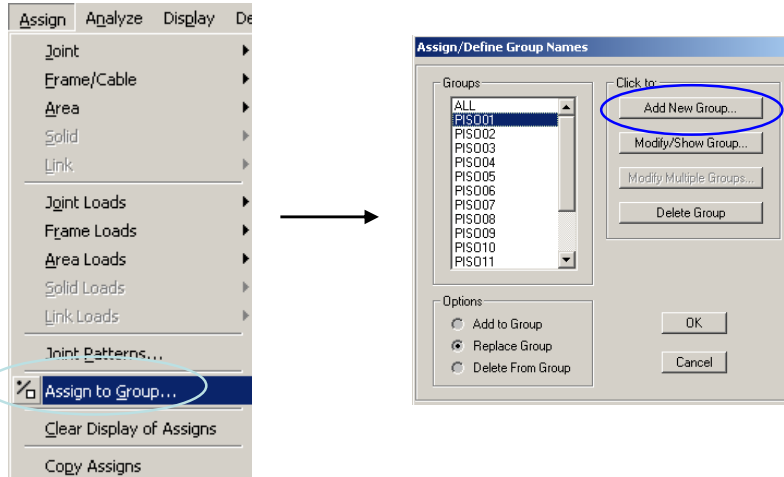 Assign Analyze Display De
Joint
Frame/Cable
Area
Solid
Link
Joint Loads
Frame Loads
Area Loads
Solid Loads
Link Loads
Joint Patterns...
Assign to Group...
Clear Display of Assigns
Copy Assigns
Assign/Define Group Names
Groups
ALL
PISO01
PISO02
PISO03
PISO04
PISO05
PISO06
PISO07
PISO08
PISO09
PISO10
PISO11
Click to:
Add New Group...
Modify/Show Group...
Modify Multiple Groups...
Delete Group
Options
Add to Group
Replace Group
Delete From Group
OK
Cancel